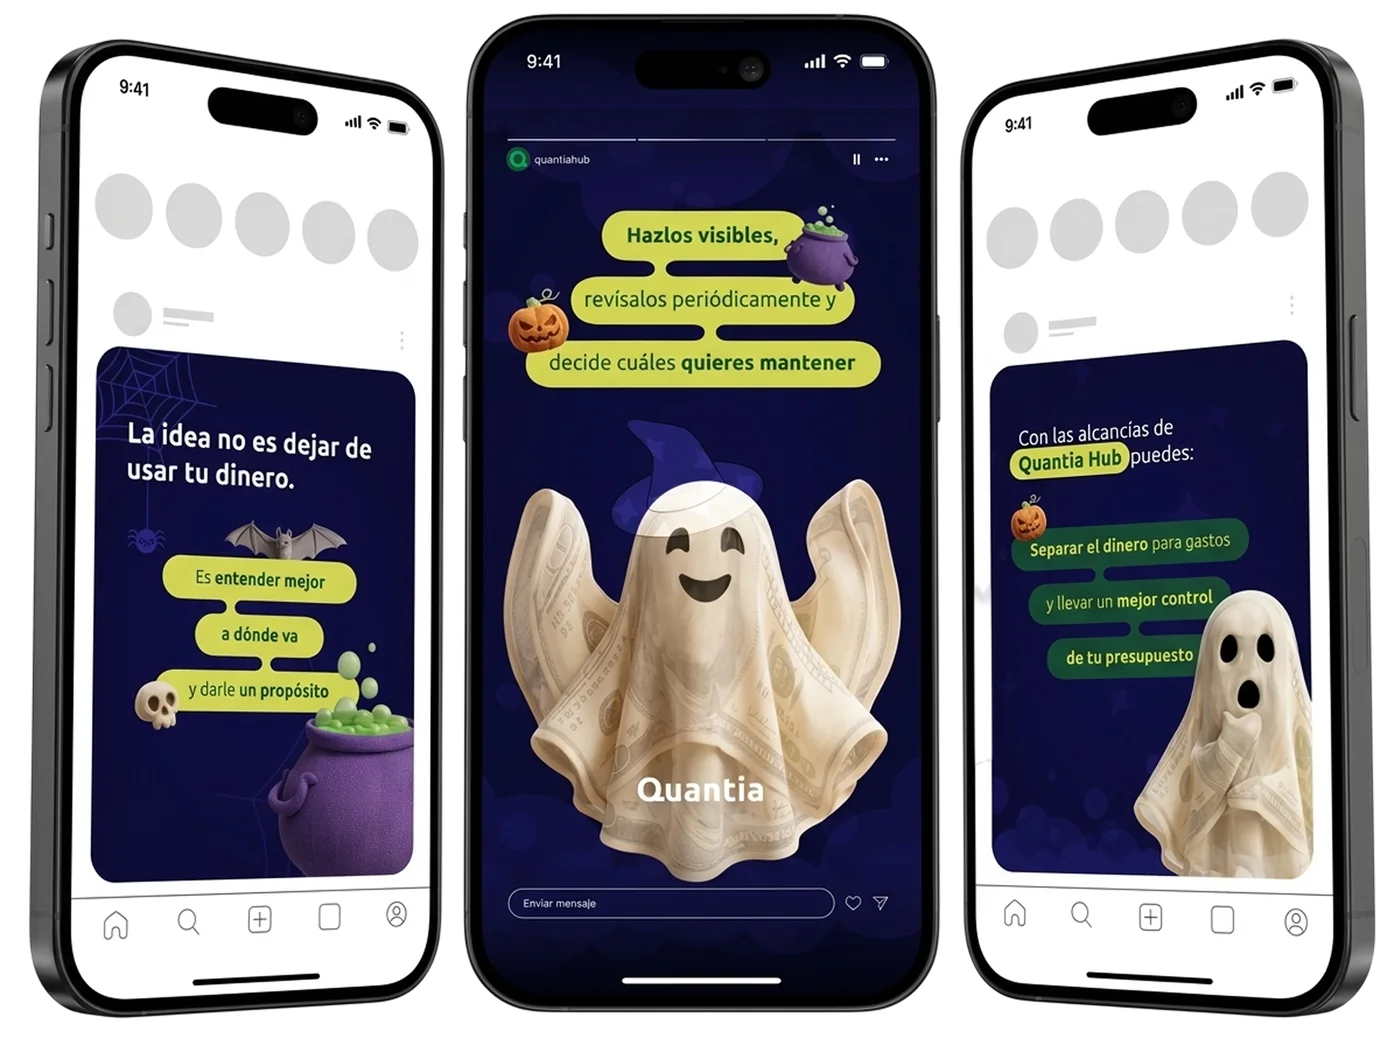 9:41
La idea no es dejar de
usar tu dinero.
Es entender mejor
a dónde va
y darle un propósito
9:41
quantiahub
Hazlos visibles,
revísalos periódicamente y
decide cuáles quieres mantener
Quantia
Enviar mensaje
9:41
Con las alcancías de
Quantia Hub puedes:
Separar el dinero para gastos
y llevar un mejor control
de tu presupuesto